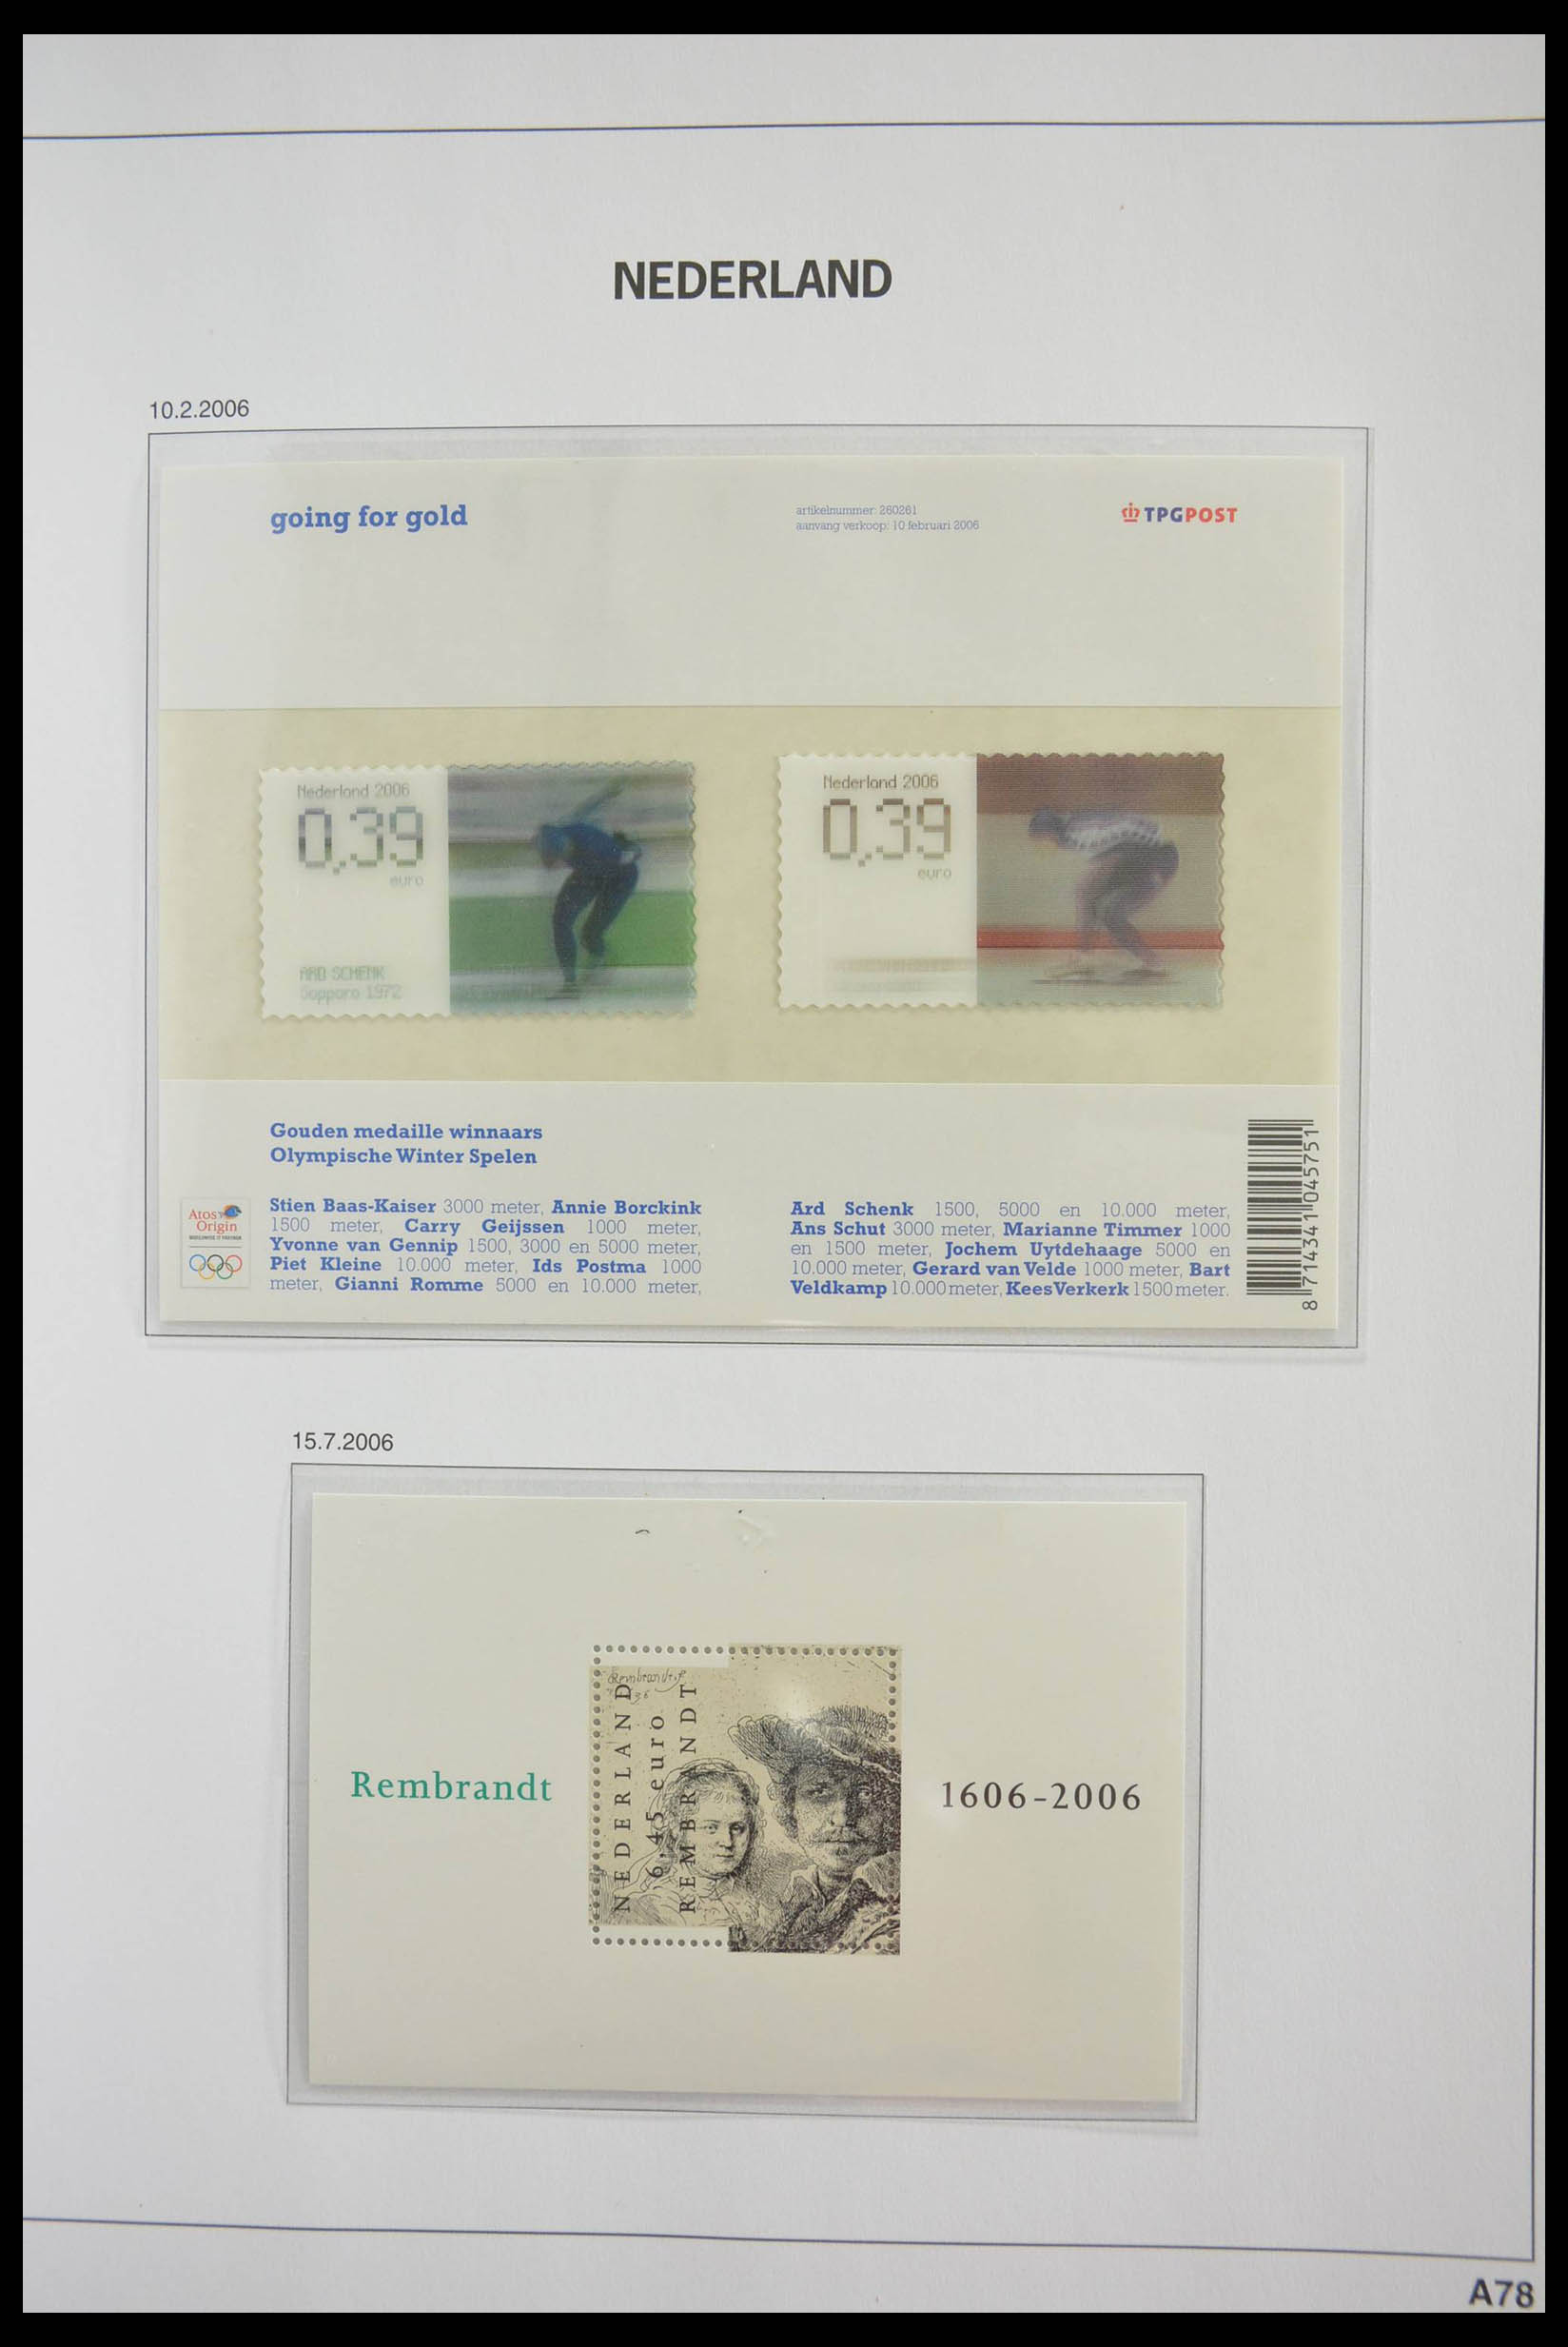 NEDERLAND
10.2.2006
going for gold
artikelnummer: 260261
aanvang verkoop: 10 februari 2006
TPGPOST
Nederland 2006
0,39
euro
ARD SCHENK
Sapporo 1972
Nederland 2006
0,39
euro
Gouden medaille winnaars
Olympische Winter Spelen
Atos
Origin
WORLDWIDE IT PARTNER
Stien Baas-Kaiser 3000 meter, Annie Borckink
1500 meter, Carry Geijssen 1000 meter,
Yvonne van Gennip 1500, 3000 en 5000 meter,
Piet Kleine 10.000 meter, Ids Postma 1000
meter, Gianni Romme 5000 en 10.000 meter,
Ard Schenk 1500, 5000 en 10.000 meter,
Ans Schut 3000 meter, Marianne Timmer 1000
en 1500 meter, Jochem Uytdehaage 5000 en
10.000 meter, Gerard van Velde 1000 meter, Bart
Veldkamp 10.000 meter, Kees Verkerk 1500 meter.
8 714341 045751
15.7.2006
Rembrandt
Rembrandt.f
NEDERLAND
6,45 euro
REMBRANDT
1606-2006
A78